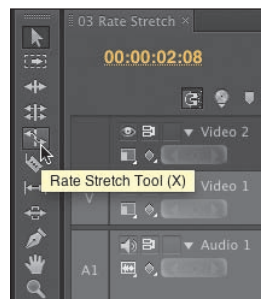 03 Rate Stretch ×
00:00:02:08
Video 2
Rate Stretch Tool (X)
V
Video 1
Audio 1
A1